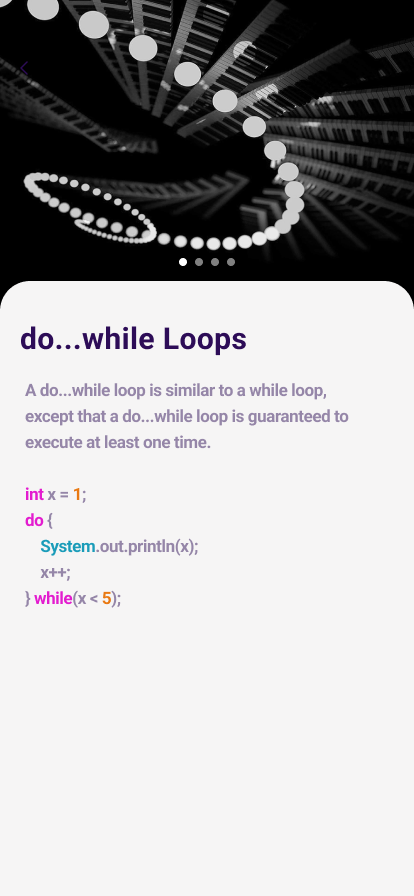 do...while Loops
A do...while loop is similar to a while loop,
except that a do...while loop is guaranteed to
execute at least one time.
int x = 1;
do {
    System.out.println(x);
    x++;
} while(x < 5);